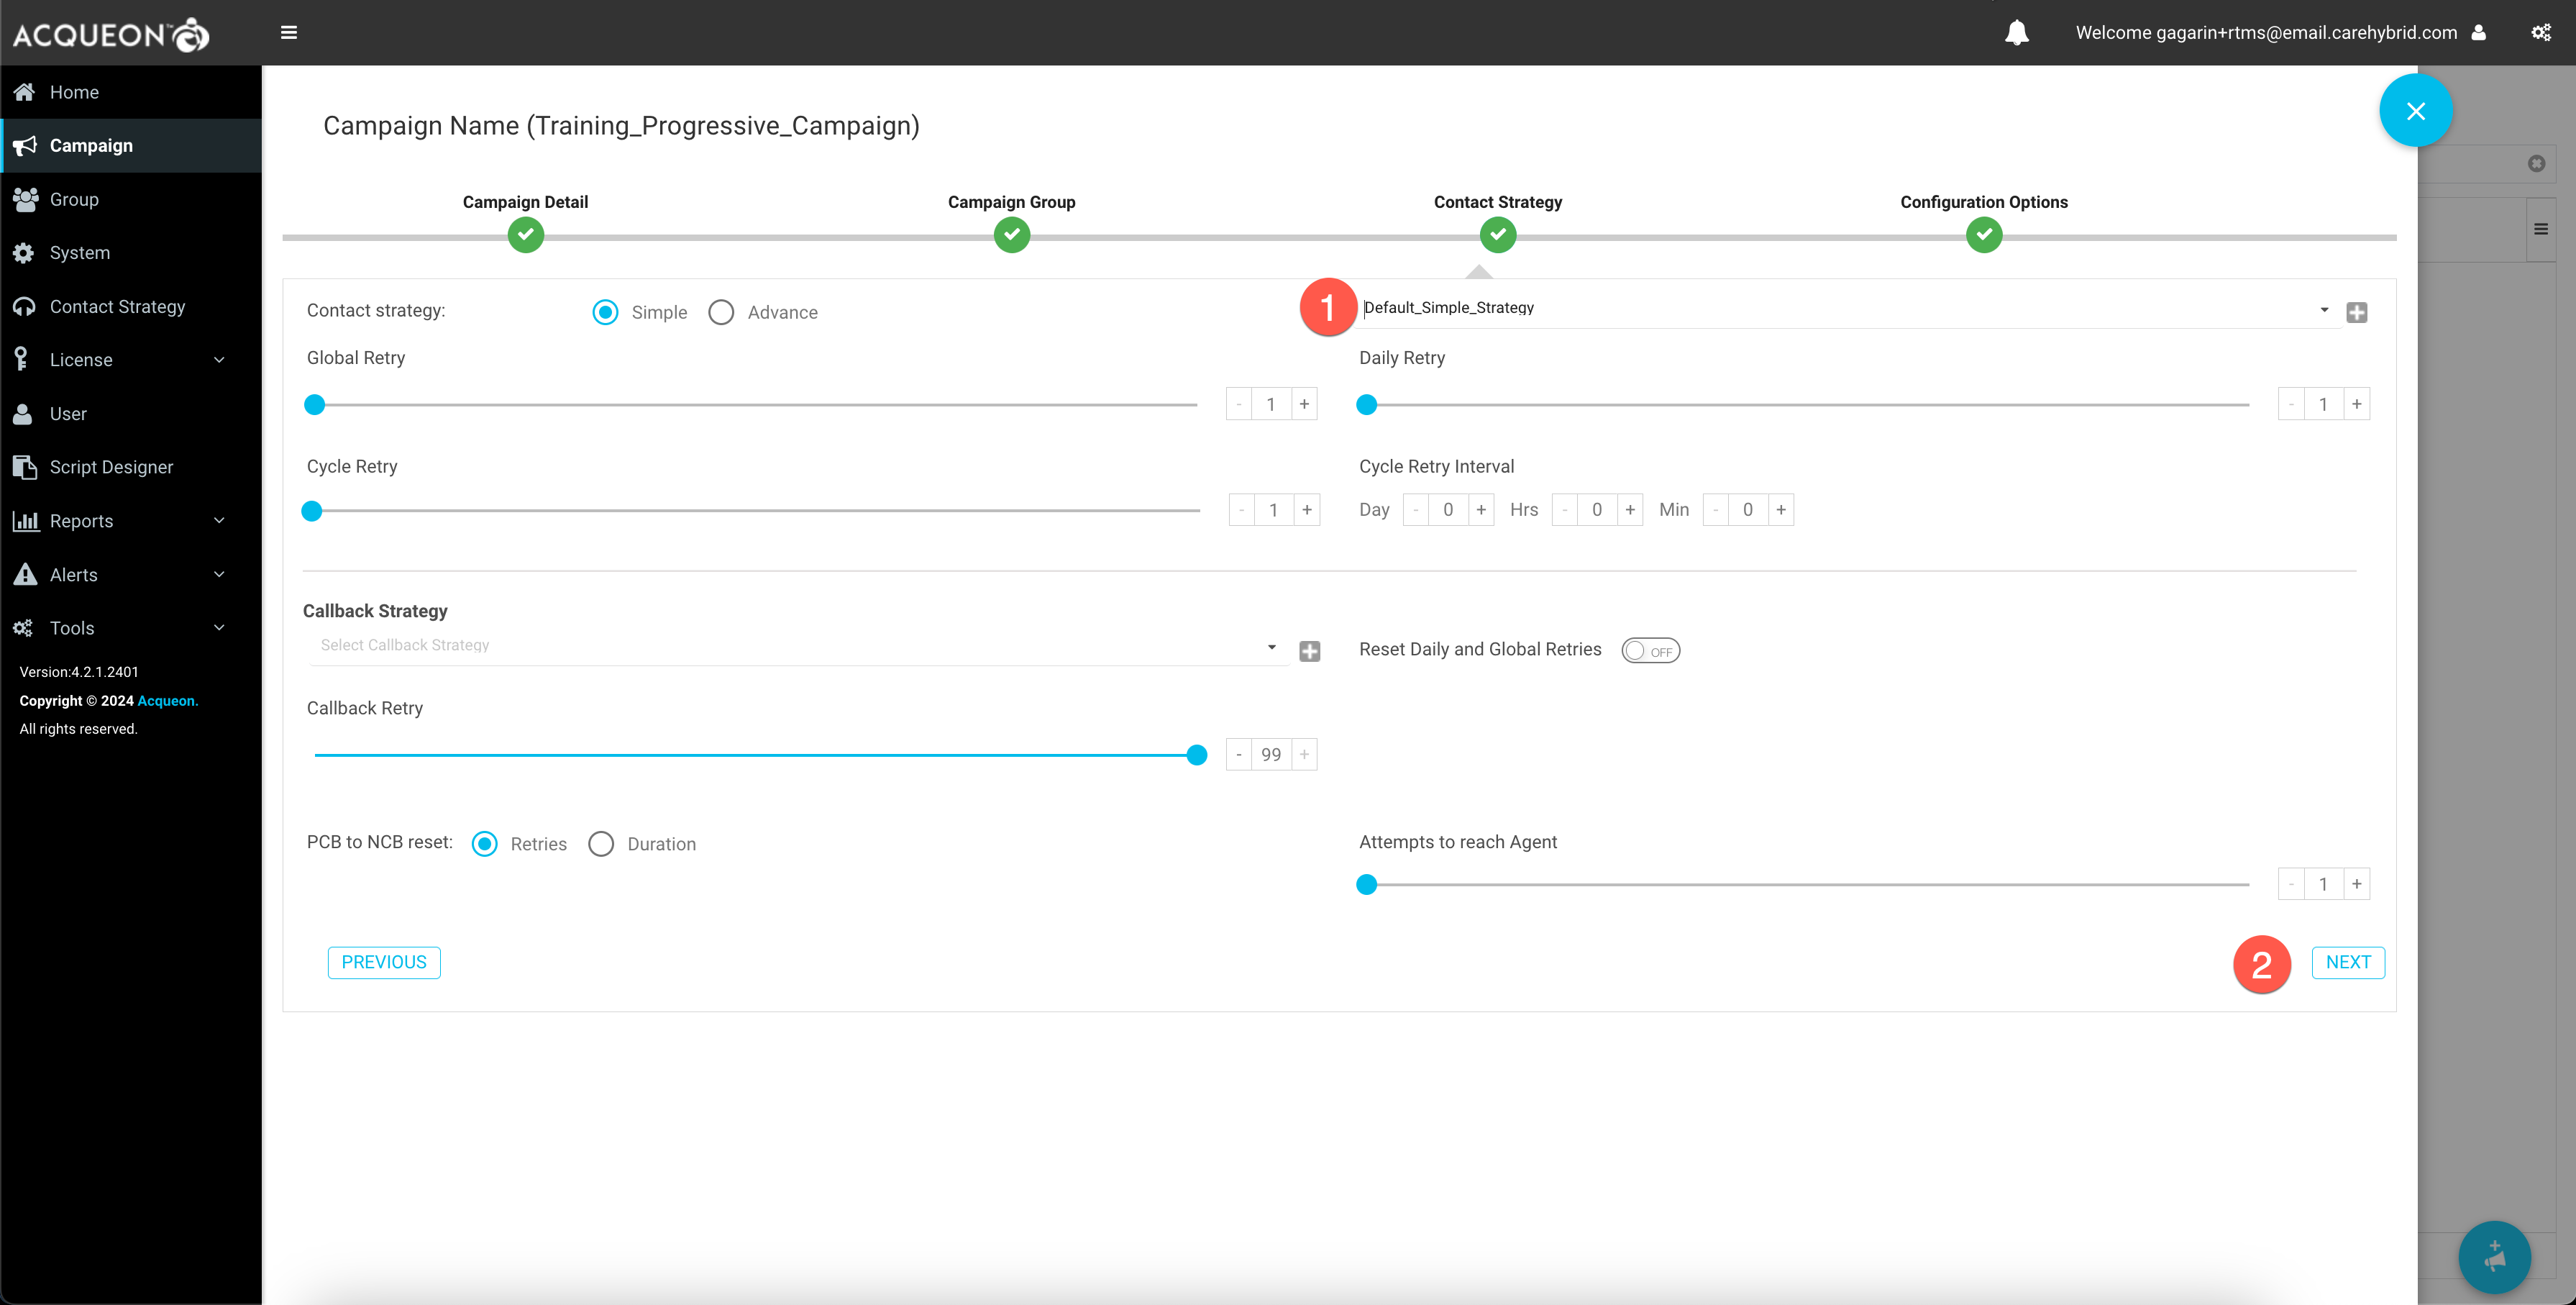 ACQUEON™
Welcome gagarin+rtms@email.carehybrid.com
Home
Campaign
Group
System
Contact Strategy
License
User
Script Designer
Reports
Alerts
Tools
Version:4.2.1.2401
Copyright © 2024 Acqueon.
All rights reserved.
Campaign Name (Training_Progressive_Campaign)
Campaign Detail
Campaign Group
Contact Strategy
Configuration Options
Contact strategy:
Simple
Advance
1
Default_Simple_Strategy
Global Retry
- 1 +
Daily Retry
- 1 +
Cycle Retry
- 1 +
Cycle Retry Interval
Day - 0 + Hrs - 0 + Min - 0 +
Callback Strategy
Select Callback Strategy
Reset Daily and Global Retries
OFF
Callback Retry
- 99 +
PCB to NCB reset:
Retries
Duration
Attempts to reach Agent
- 1 +
PREVIOUS
2
NEXT